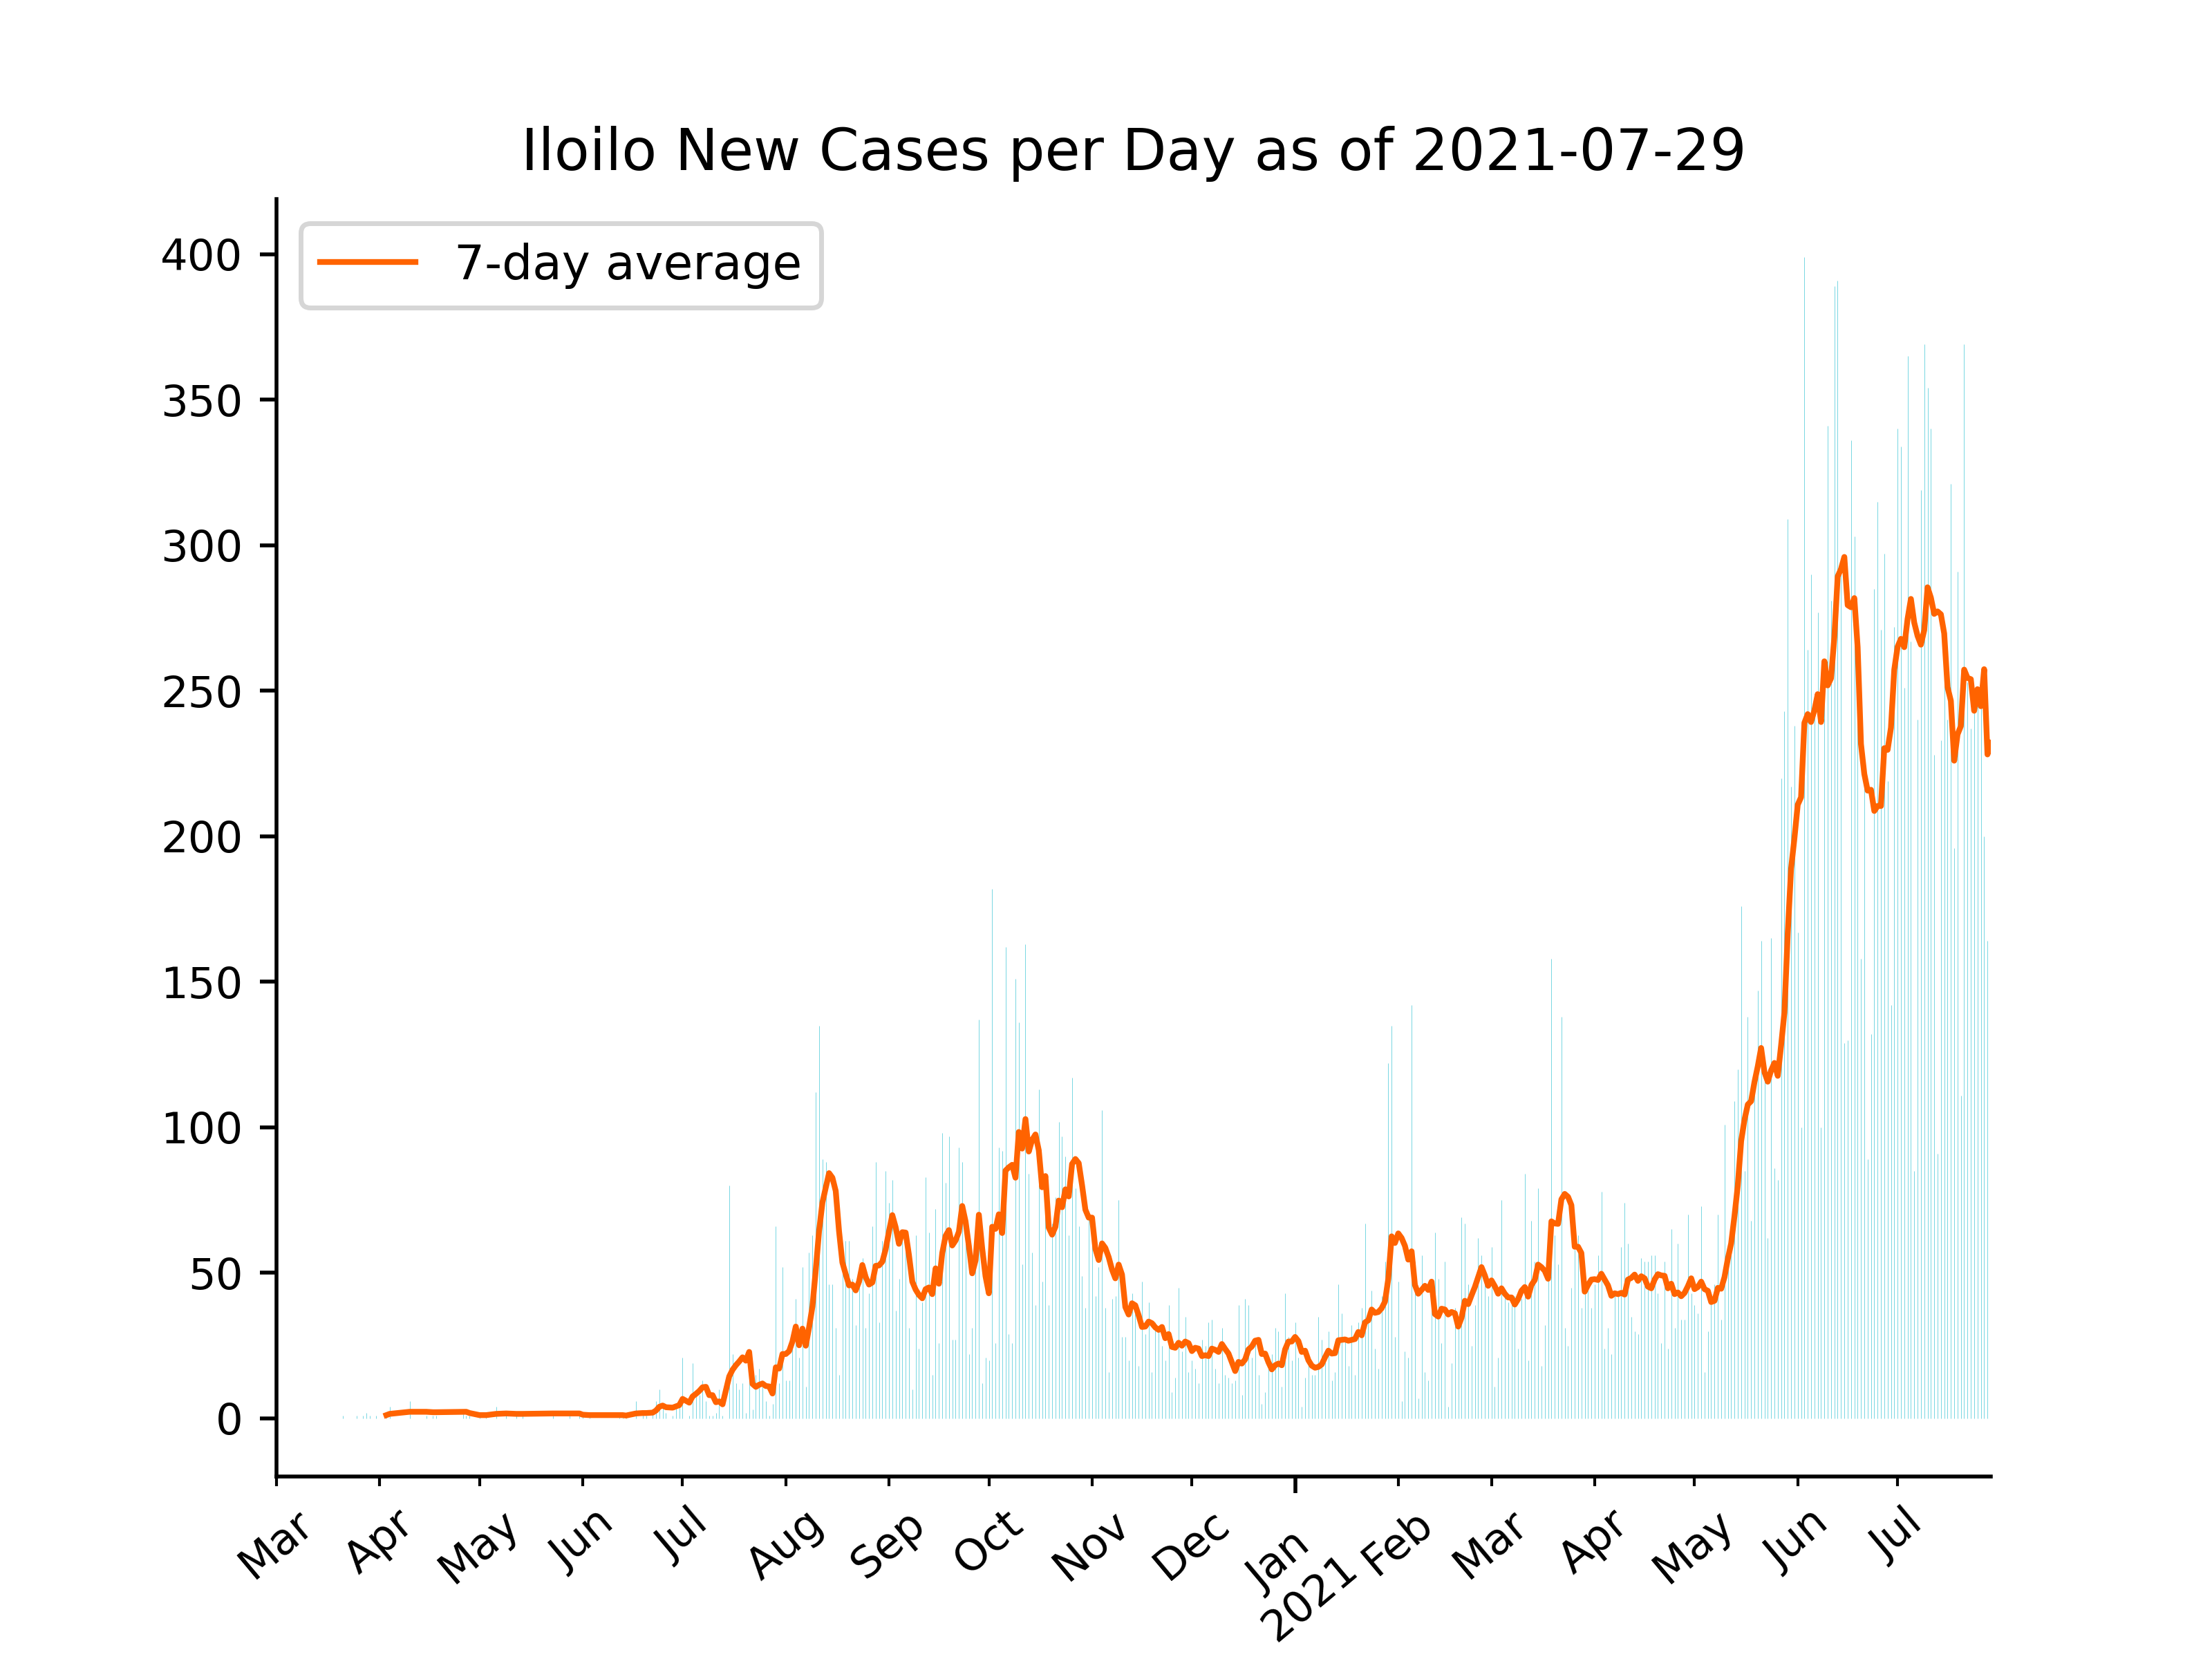 Iloilo New Cases per Day as of 2021-07-29
7-day average
400
350
300
250
200
150
100
50
0
Mar
Apr
May
Jun
Jul
Aug
Sep
Oct
Nov
Dec
Jan
2021
Feb
Mar
Apr
May
Jun
Jul